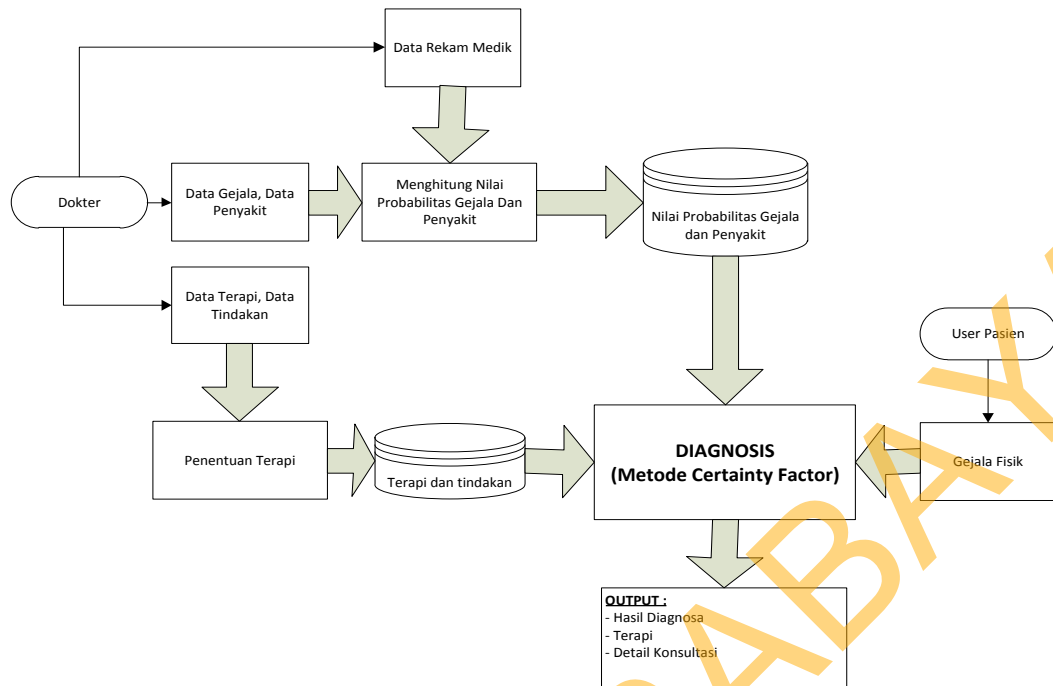 Data Rekam Medik
Dokter
Data Gejala, Data
Penyakit
Menghitung Nilai
Probabilitas Gejala Dan
Penyakit
Nilai Probabilitas Gejala
dan Penyakit
Data Terapi, Data
Tindakan
User Pasien
Penentuan Terapi
Terapi dan tindakan
DIAGNOSIS
(Metode Certainty Factor)
Gejala Fisik
OUTPUT :
- Hasil Diagnosa
- Terapi
- Detail Konsultasi
ABAY